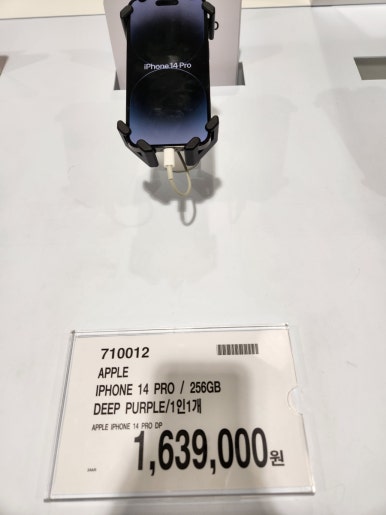 iPhone 14 Pro
710012
APPLE
IPHONE 14 PRO / 256GB
DEEP PURPLE/1인1개
APPLE IPHONE 14 PRO DP
1,639,000원